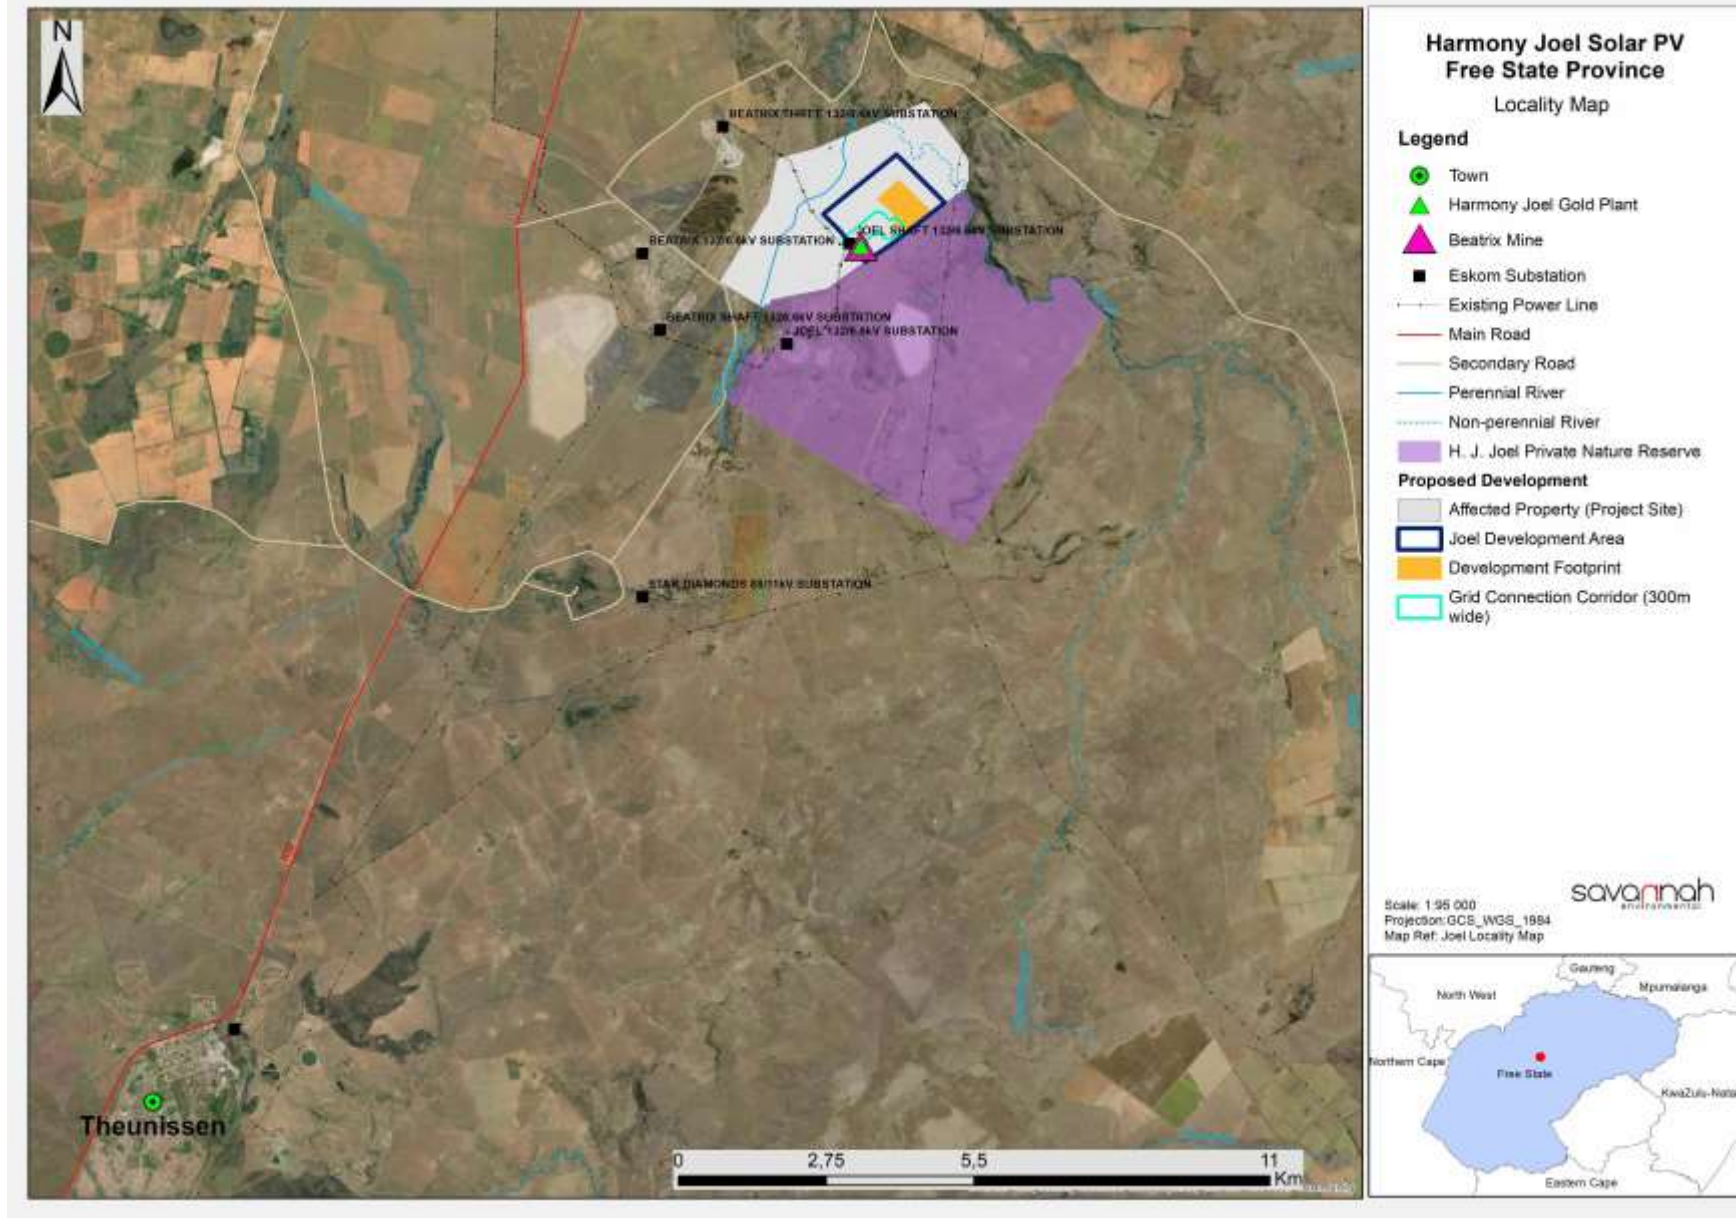 N
BEATRIX THREE 132/6.6kV SUBSTATION
BEATRIX 132/6.6kV SUBSTATION
JOEL SHAFT 132/6.6kV SUBSTATION
BEATRIX SHAFT 132/6.6kV SUBSTATION
JOEL 132/6.6kV SUBSTATION
STAR DIAMONDS 88/11kV SUBSTATION
Theunissen
0 2,75 5,5 11
Km
Harmony Joel Solar PV
Free State Province
Locality Map
Legend
Town
Harmony Joel Gold Plant
Beatrix Mine
Eskom Substation
Existing Power Line
Main Road
Secondary Road
Perennial River
Non-perennial River
H. J. Joel Private Nature Reserve
Proposed Development
Affected Property (Project Site)
Joel Development Area
Development Footprint
Grid Connection Corridor (300m
wide)
savannah
environmental
Scale: 1:95 000
Projection:GCS_WGS_1984
Map Ref: Joel Locality Map
Gauteng
North West
Mpumalanga
Northern Cape
Free State
KwaZulu-Nata
Eastern Cape